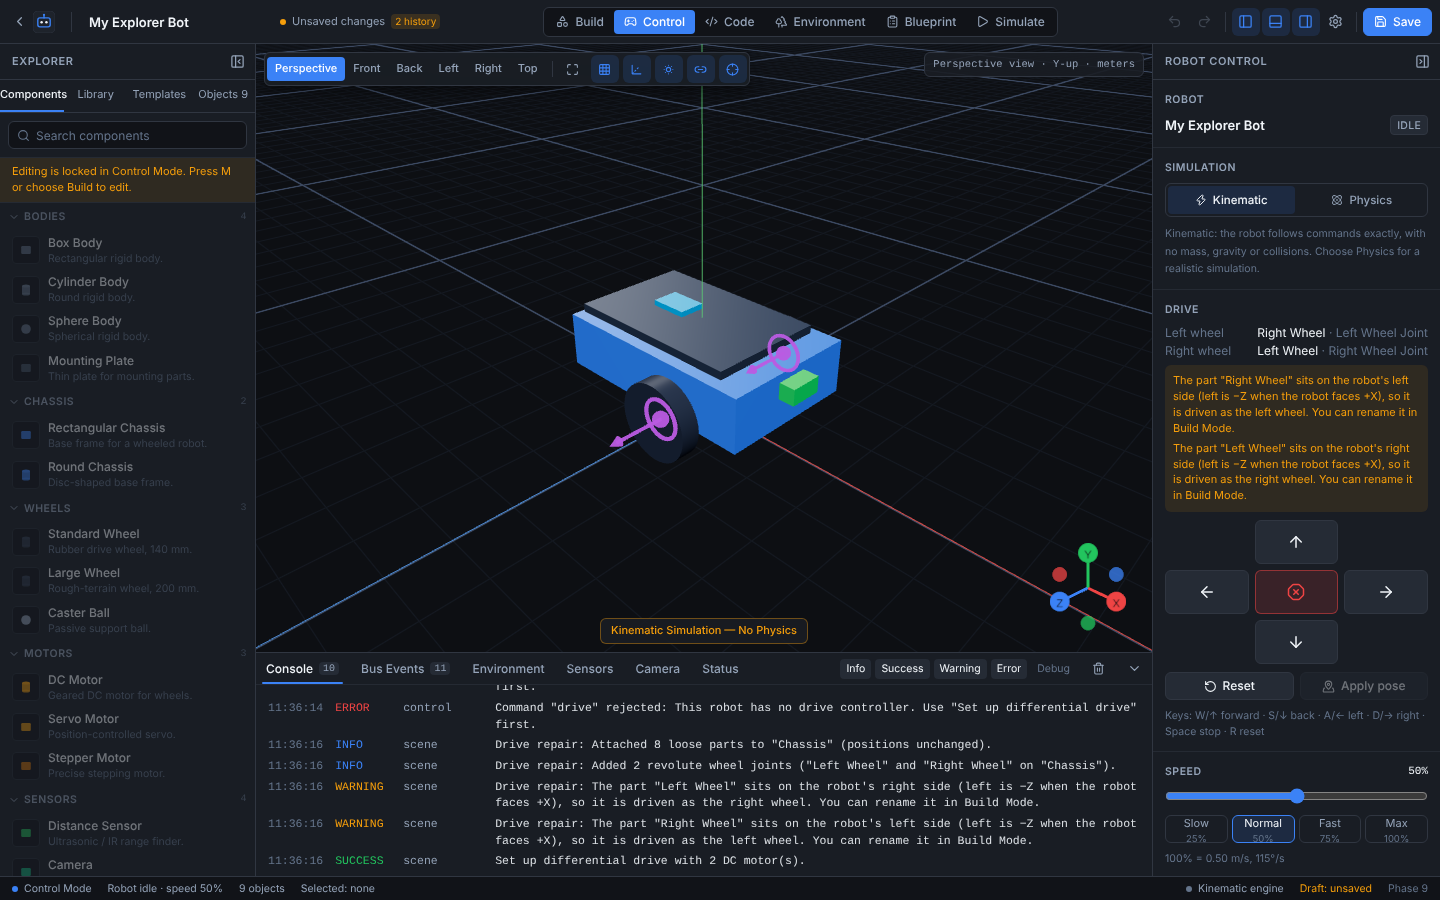 My Explorer Bot
Unsaved changes 2 history
Build Control Code Environment Blueprint Simulate
Save
EXPLORER
Components Library Templates Objects 9
Search components
Editing is locked in Control Mode. Press M
or choose Build to edit.
BODIES 4
Box Body
Rectangular rigid body.
Cylinder Body
Round rigid body.
Sphere Body
Spherical rigid body.
Mounting Plate
Thin plate for mounting parts.
CHASSIS 2
Rectangular Chassis
Base frame for a wheeled robot.
Round Chassis
Disc-shaped base frame.
WHEELS 3
Standard Wheel
Rubber drive wheel, 140 mm.
Large Wheel
Rough-terrain wheel, 200 mm.
Caster Ball
Passive support ball.
MOTORS 3
DC Motor
Geared DC motor for wheels.
Servo Motor
Position-controlled servo.
Stepper Motor
Precise stepping motor.
SENSORS 4
Distance Sensor
Ultrasonic / IR range finder.
Camera
Perspective Front Back Left Right Top
Perspective view · Y-up · meters
Y
Z
X
Kinematic Simulation — No Physics
Console 10 Bus Events 11 Environment Sensors Camera Status
Info Success Warning Error Debug
first.
11:36:14 ERROR control Command "drive" rejected: This robot has no drive controller. Use "Set up differential drive"
first.
11:36:16 INFO scene Drive repair: Attached 8 loose parts to "Chassis" (positions unchanged).
11:36:16 INFO scene Drive repair: Added 2 revolute wheel joints ("Left Wheel" and "Right Wheel" on "Chassis").
11:36:16 WARNING scene Drive repair: The part "Left Wheel" sits on the robot's right side (left is −Z when the robot
faces +X), so it is driven as the right wheel. You can rename it in Build Mode.
11:36:16 WARNING scene Drive repair: The part "Right Wheel" sits on the robot's left side (left is −Z when the robot
faces +X), so it is driven as the left wheel. You can rename it in Build Mode.
11:36:16 SUCCESS scene Set up differential drive with 2 DC motor(s).
ROBOT CONTROL
ROBOT
My Explorer Bot IDLE
SIMULATION
Kinematic Physics
Kinematic: the robot follows commands exactly, with
no mass, gravity or collisions. Choose Physics for a
realistic simulation.
DRIVE
Left wheel Right Wheel · Left Wheel Joint
Right wheel Left Wheel · Right Wheel Joint
The part "Right Wheel" sits on the robot's left
side (left is −Z when the robot faces +X), so it
is driven as the left wheel. You can rename it in
Build Mode.
The part "Left Wheel" sits on the robot's right
side (left is −Z when the robot faces +X), so it
is driven as the right wheel. You can rename it
in Build Mode.
Reset Apply pose
Keys: W/↑ forward · S/↓ back · A/← left · D/→ right ·
Space stop · R reset
SPEED 50%
Slow Normal Fast Max
25% 50% 75% 100%
100% = 0.50 m/s, 115°/s
Control Mode Robot idle · speed 50% 9 objects Selected: none
Kinematic engine Draft: unsaved Phase 9